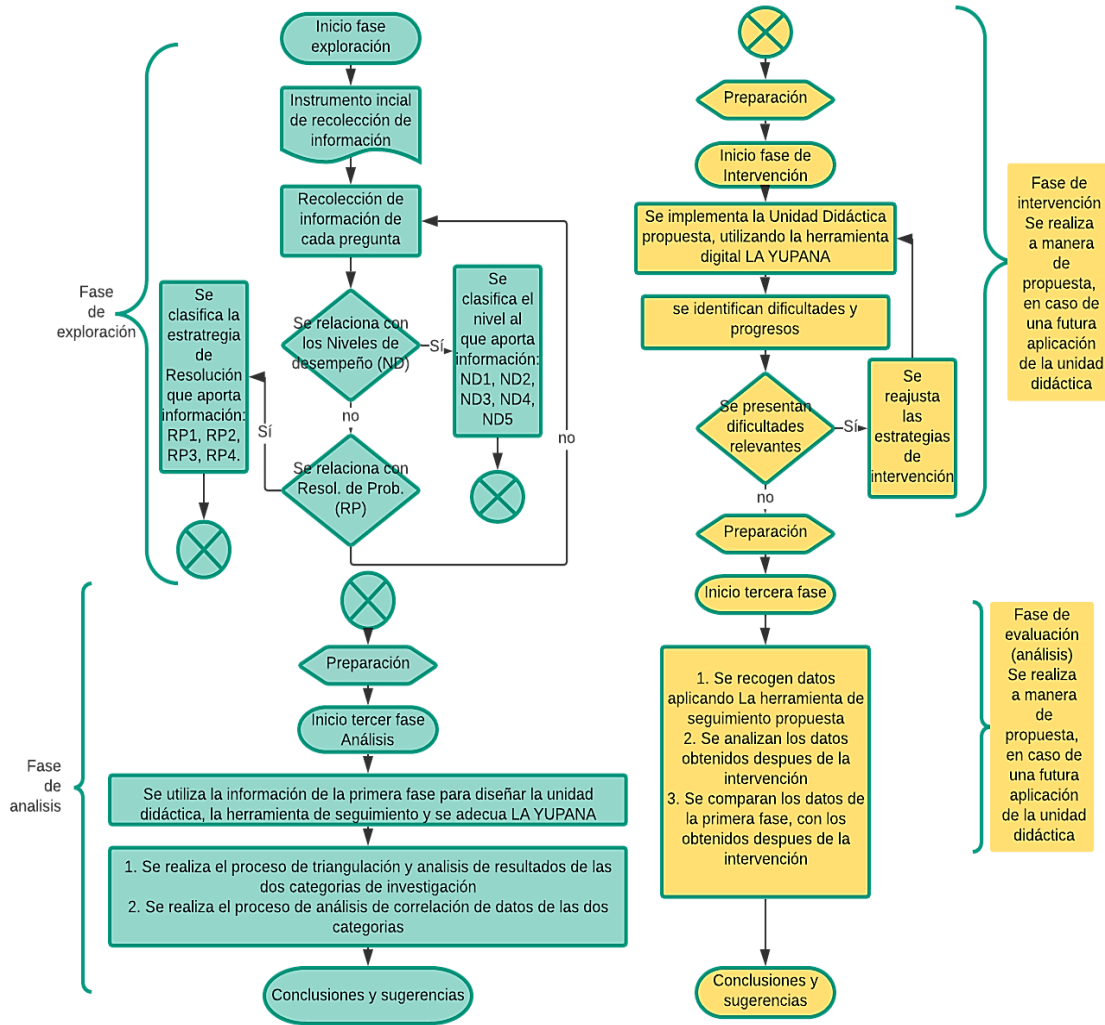 Inicio fase
exploración
Instrumento incial
de recolección de
información
Recolección de
información de
cada pregunta
Fase
de
exploración
Se
clasifica la
estratregia
de
Resolución
que aporta
información:
RP1, RP2,
RP3, RP4.
Se relaciona con
los Niveles de
desempeño (ND)
Sí
Se
clasifica el
nivel al
que aporta
información:
ND1, ND2,
ND3, ND4,
ND5
no
Sí
Se relaciona con
Resol. de Prob.
(RP)
no
Preparación
Inicio tercer fase
Análisis
Fase
de
analisis
Se utiliza la información de la primera fase para diseñar la unidad
didáctica, la herramienta de seguimiento y se adecua LA YUPANA
1. Se realiza el proceso de triangulación y analisis de resultados de las
dos categorias de investigación
2. Se realiza el proceso de análisis de correlación de datos de las dos
categorias
Conclusiones y sugerencias
Preparación
Inicio fase de
Intervención
Se implementa la Unidad Didáctica
propuesta, utilizando la herramienta
digital LA YUPANA
se identifican dificultades y
progresos
Se presentan
dificultades
relevantes
Sí
Se
reajusta
las
estrategias
de
intervención
no
Fase de
intervención
Se realiza
a manera
de
propuesta,
en caso de
una futura
aplicación
de la unidad
didáctica
Preparación
Inicio tercera fase
1. Se recogen datos
aplicando La herramienta de
seguimiento propuesta
2. Se analizan los datos
obtenidos despues de la
intervención
3. Se comparan los datos de
la primera fase, con los
obtenidos despues de la
intervención
Fase de
evaluación
(análisis)
Se realiza
a manera
de
propuesta,
en caso de
una futura
aplicación
de la unidad
didáctica
Conclusiones y
sugerencias